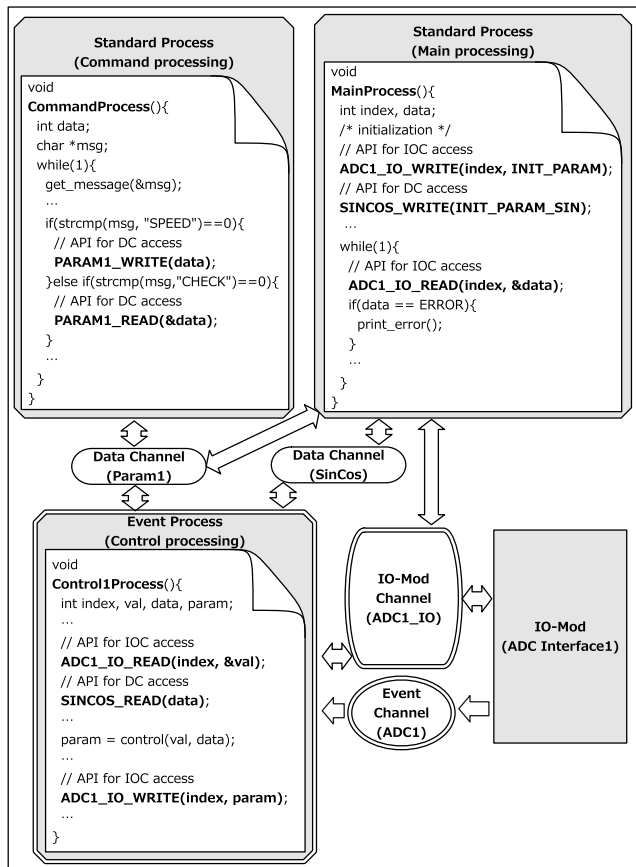 Standard Process
(Command processing)
void
CommandProcess(){
int data;
char *msg;
while(1){
get_message(&msg);
...
if(strcmp(msg, "SPEED")==0){
// API for DC access
PARAM1_WRITE(data);
}else if(strcmp(msg,"CHECK")==0){
// API for DC access
PARAM1_READ(&data);
}
...
}
}
Standard Process
(Main processing)
void
MainProcess(){
int index, data;
/* initialization */
// API for IOC access
ADC1_IO_WRITE(index, INIT_PARAM);
// API for DC access
SINCOS_WRITE(INIT_PARAM_SIN);
...
while(1){
// API for IOC access
ADC1_IO_READ(index, &data);
if(data == ERROR){
print_error();
}
...
}
}
Data Channel
(Param1)
Data Channel
(SinCos)
Event Process
(Control processing)
void
Control1Process(){
int index, val, data, param;
...
// API for IOC access
ADC1_IO_READ(index, &val);
// API for DC access
SINCOS_READ(data);
...
param = control(val, data);
...
// API for IOC access
ADC1_IO_WRITE(index, param);
...
}
IO-Mod
Channel
(ADC1_IO)
Event
Channel
(ADC1)
IO-Mod
(ADC Interface1)